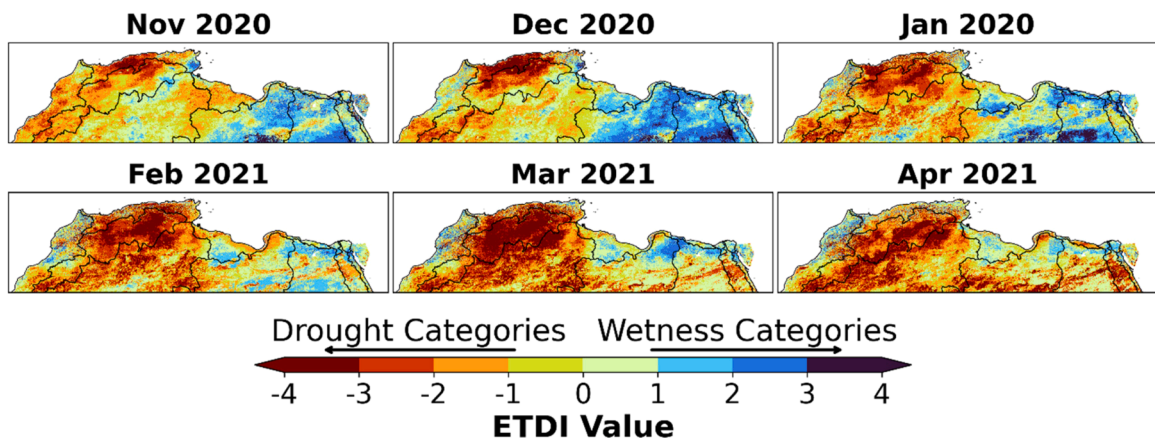 Nov 2020 Dec 2020 Jan 2020
Feb 2021 Mar 2021 Apr 2021
Drought Categories Wetness Categories
-4 -3 -2 -1 0 1 2 3 4
ETDI Value